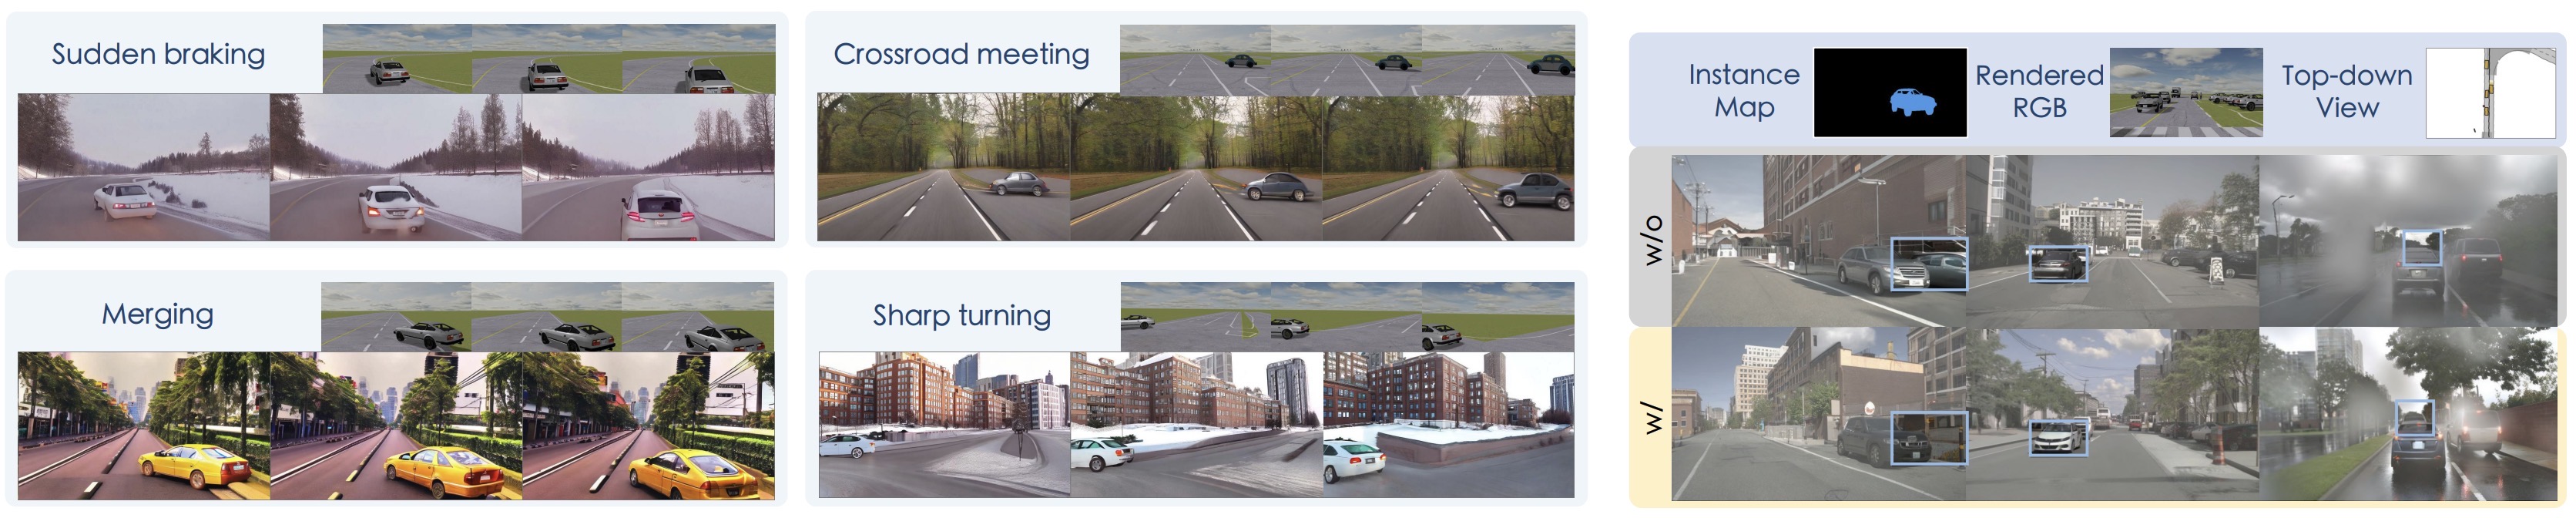 Sudden braking
Crossroad meeting
Merging
Sharp turning
Instance
Map
Rendered
RGB
Top-down
View
w/o
w/